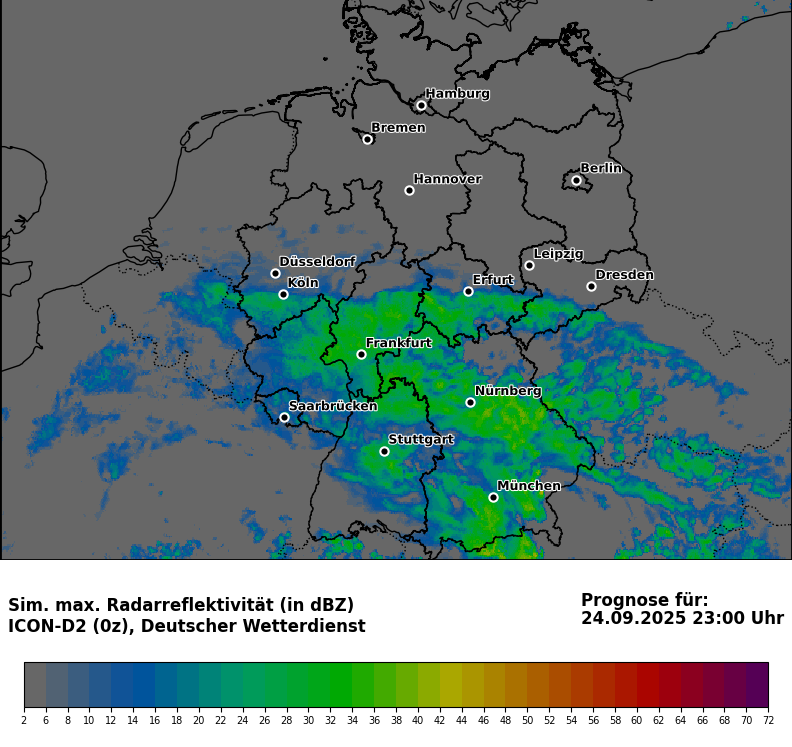 Hamburg
Bremen
Berlin
Hannover
Leipzig
Düsseldorf
Dresden
Erfurt
Köln
Frankfurt
Nürnberg
Saarbrücken
Stuttgart
München
Sim. max. Radarreflektivität (in dBZ)
ICON-D2 (0z), Deutscher Wetterdienst
Prognose für:
24.09.2025 23:00 Uhr
2 6 8 10 12 14 16 18 20 22 24 26 28 30 32 34 36 38 40 42 44 46 48 50 52 54 56 58 60 62 64 66 68 70 72